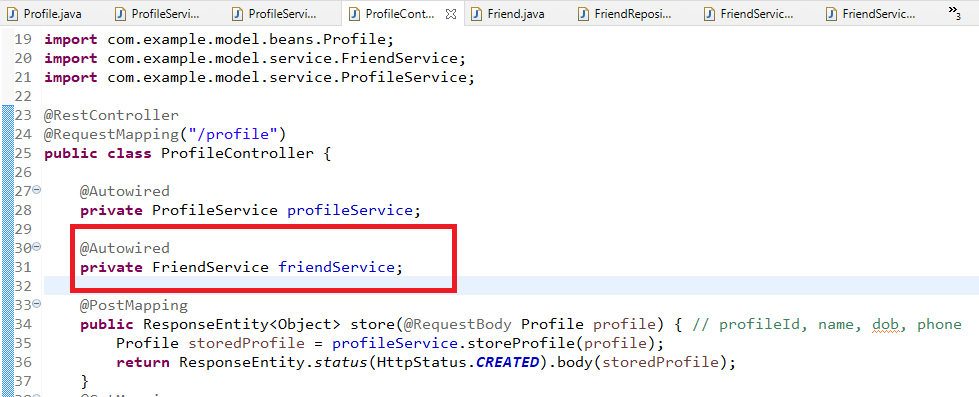 Profile.java ProfileServi... ProfileServi... ProfileCont... Friend.java FriendReposi... FriendServic... FriendServic... »3
19 import com.example.model.beans.Profile;
20 import com.example.model.service.FriendService;
21 import com.example.model.service.ProfileService;
22
23 @RestController
24 @RequestMapping("/profile")
25 public class ProfileController {
26
27 @Autowired
28 private ProfileService profileService;
29
30 @Autowired
31 private FriendService friendService;
32
33 @PostMapping
34 public ResponseEntity<Object> store(@RequestBody Profile profile) { // profileId, name, dob, phone
35 Profile storedProfile = profileService.storeProfile(profile);
36 return ResponseEntity.status(HttpStatus.CREATED).body(storedProfile);
37 }